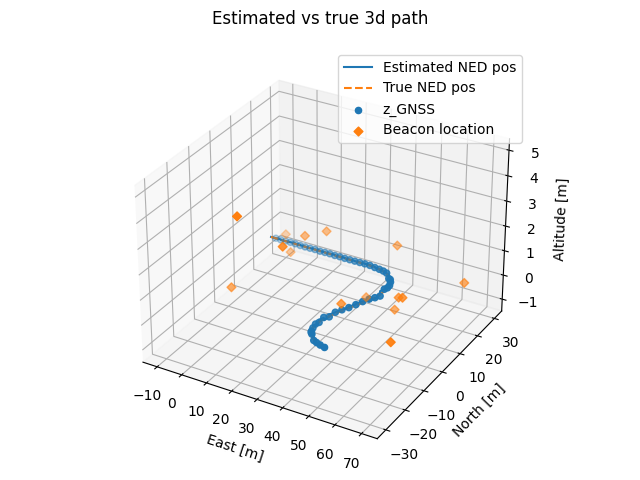 Estimated vs true 3d path
Estimated NED pos
True NED pos
z_GNSS
Beacon location
5
4
3
2
1
0
−1
Altitude [m]
−10
0
10
20
30
40
50
60
70
East [m]
−30
−20
−10
0
10
20
30
North [m]